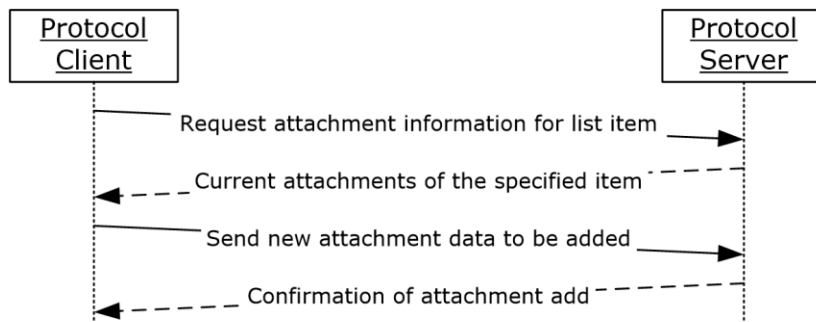 Protocol
Client
Protocol
Server
Request attachment information for list item
Current attachments of the specified item
Send new attachment data to be added
Confirmation of attachment add